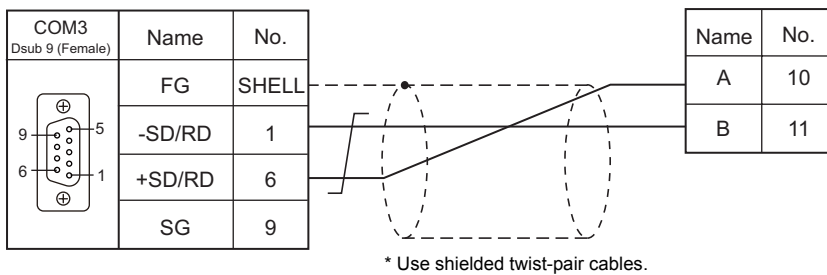 COM3
Dsub 9 (Female)
Name No.
FG SHELL
-SD/RD 1
+SD/RD 6
SG 9
9 5
6 1
Name No.
A 10
B 11
* Use shielded twist-pair cables.